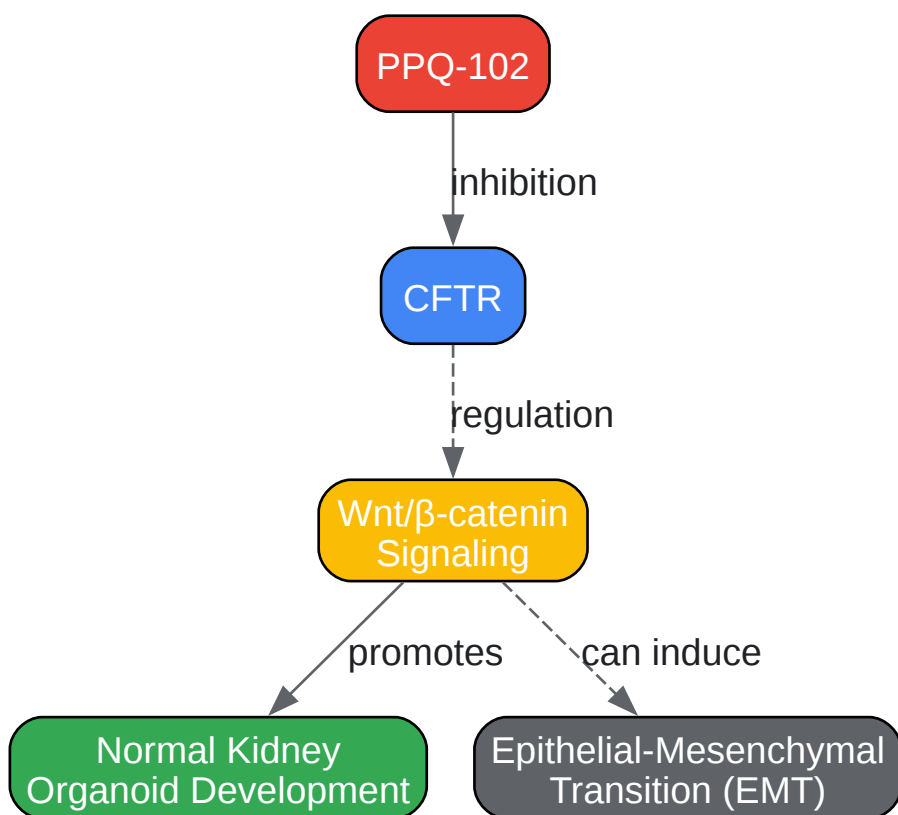 PPQ-102
inhibition
CFTR
regulation
Wnt/β-catenin
Signaling
promotes
can induce
Normal Kidney
Organoid Development
Epithelial-Mesenchymal
Transition (EMT)